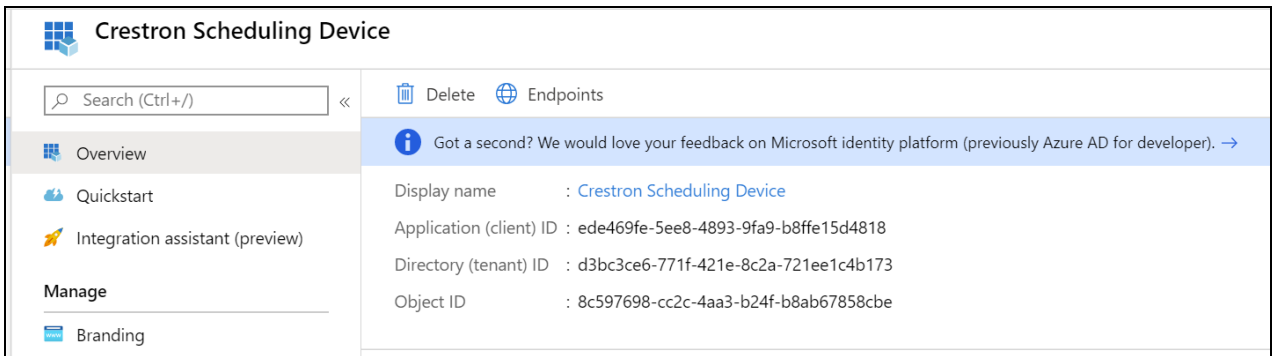 Crestron Scheduling Device
Search (Ctrl+/)
«
Overview
Quickstart
Integration assistant (preview)
Manage
www
Branding
Delete
Endpoints
Got a second? We would love your feedback on Microsoft identity platform (previously Azure AD for developer). →
Display name : Crestron Scheduling Device
Application (client) ID : ede469fe-5ee8-4893-9fa9-b8ffe15d4818
Directory (tenant) ID : d3bc3ce6-771f-421e-8c2a-721ee1c4b173
Object ID : 8c597698-cc2c-4aa3-b24f-b8ab67858cbe